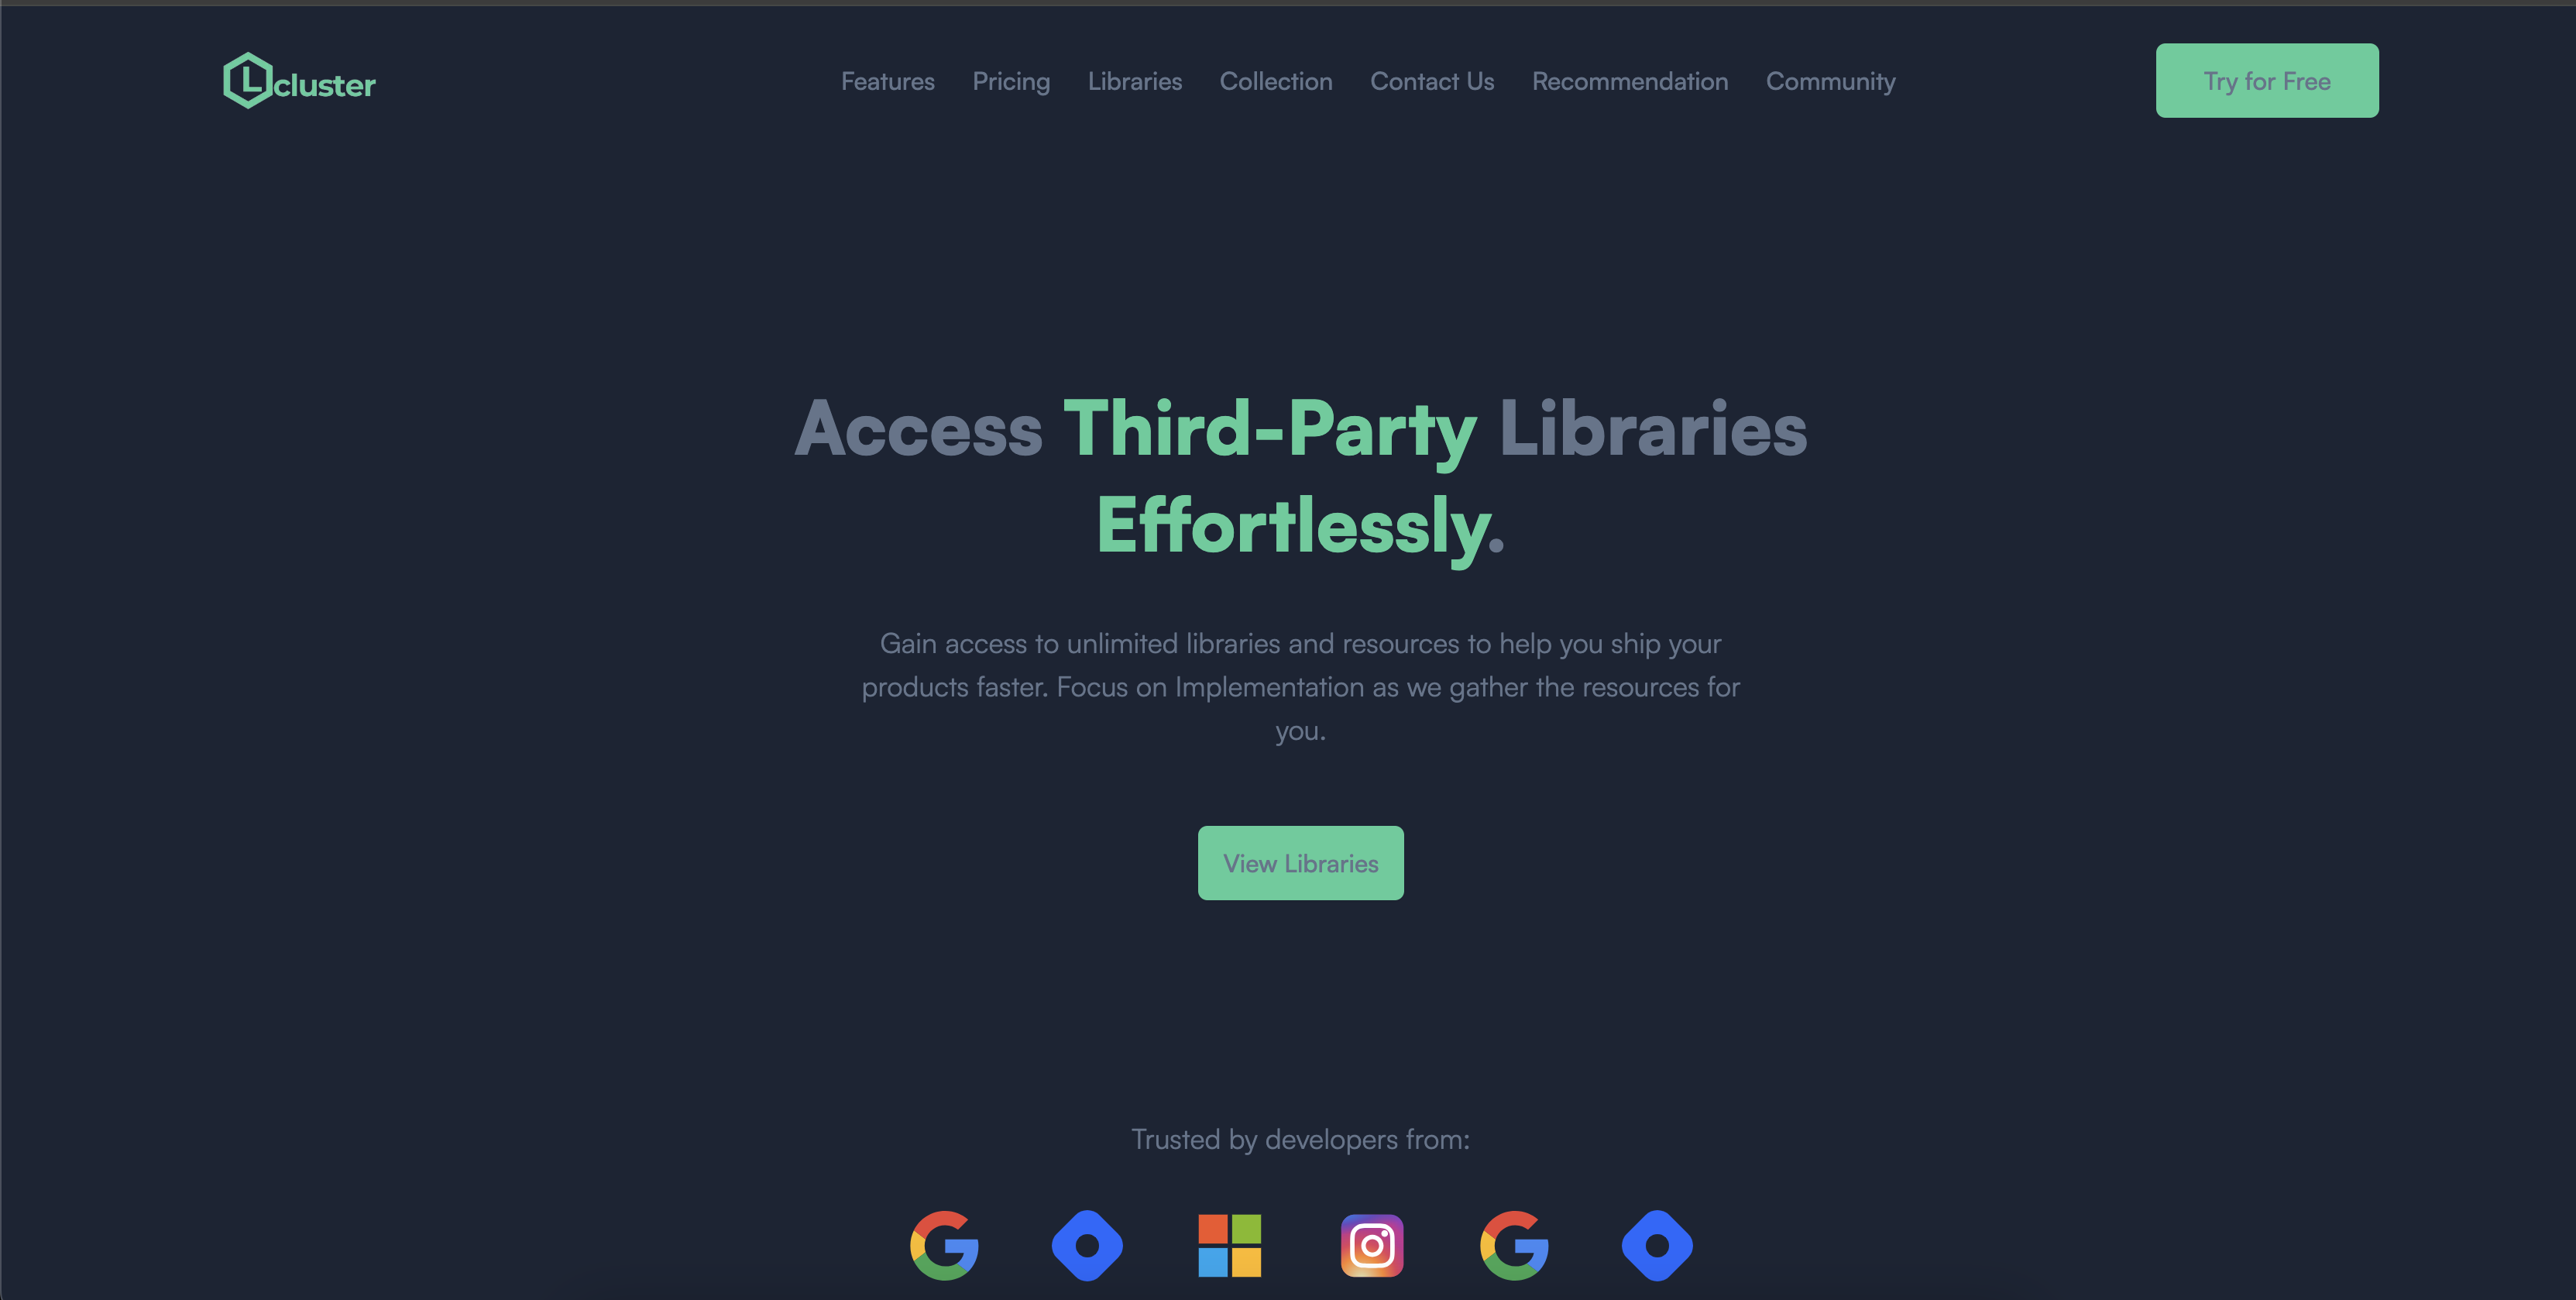 Lcluster
Features Pricing Libraries Collection Contact Us Recommendation Community
Try for Free
Access Third-Party Libraries
Effortlessly.
Gain access to unlimited libraries and resources to help you ship your
products faster. Focus on Implementation as we gather the resources for
you.
View Libraries
Trusted by developers from: